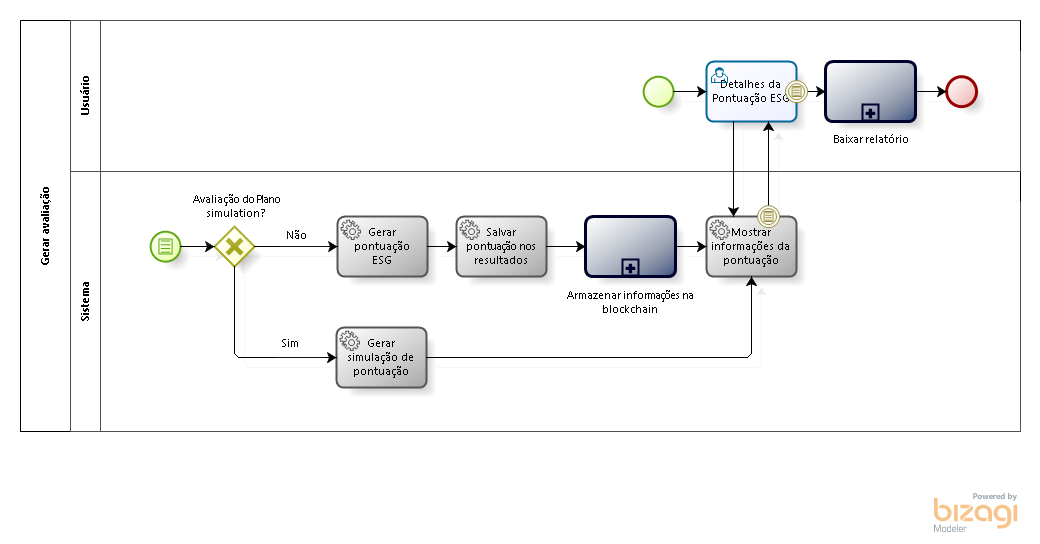 Gerar avaliação
Usuário
Detalhes da
Pontuação ESG
Baixar relatório
Sistema
Avaliação do Plano
simulation?
Não
Gerar
pontuação
ESG
Salvar
pontuação nos
resultados
Armazenar informações na
blockchain
Mostrar
informações da
pontuação
Sim
Gerar
simulação de
pontuação
Powered by
bizagi
Modeler